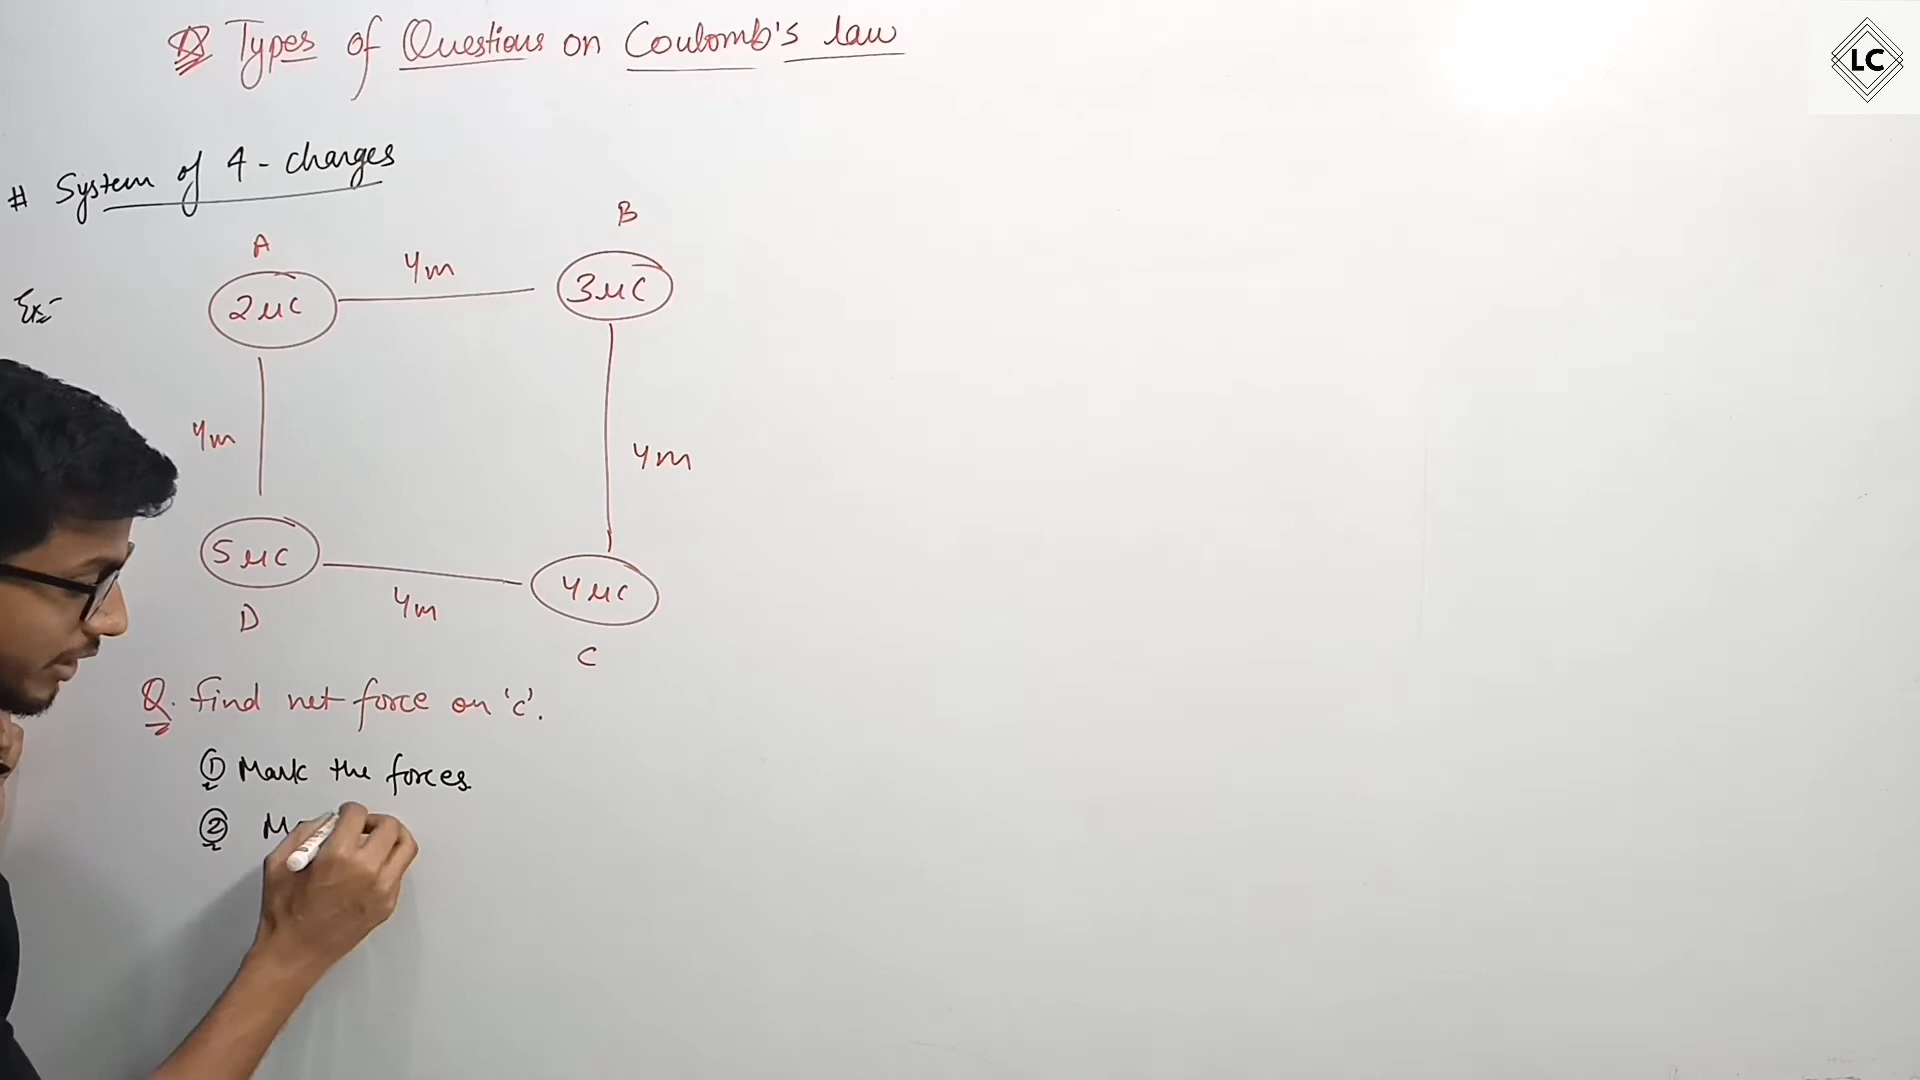 Types of Questions on Coulomb's law
LC
# System of 4 - charges
A
B
4m
Ex:-
2μC
3μC
4m
4m
5μC
4μC
4m
D
C
Q. Find net force on 'c'.
① Mark the forces
②